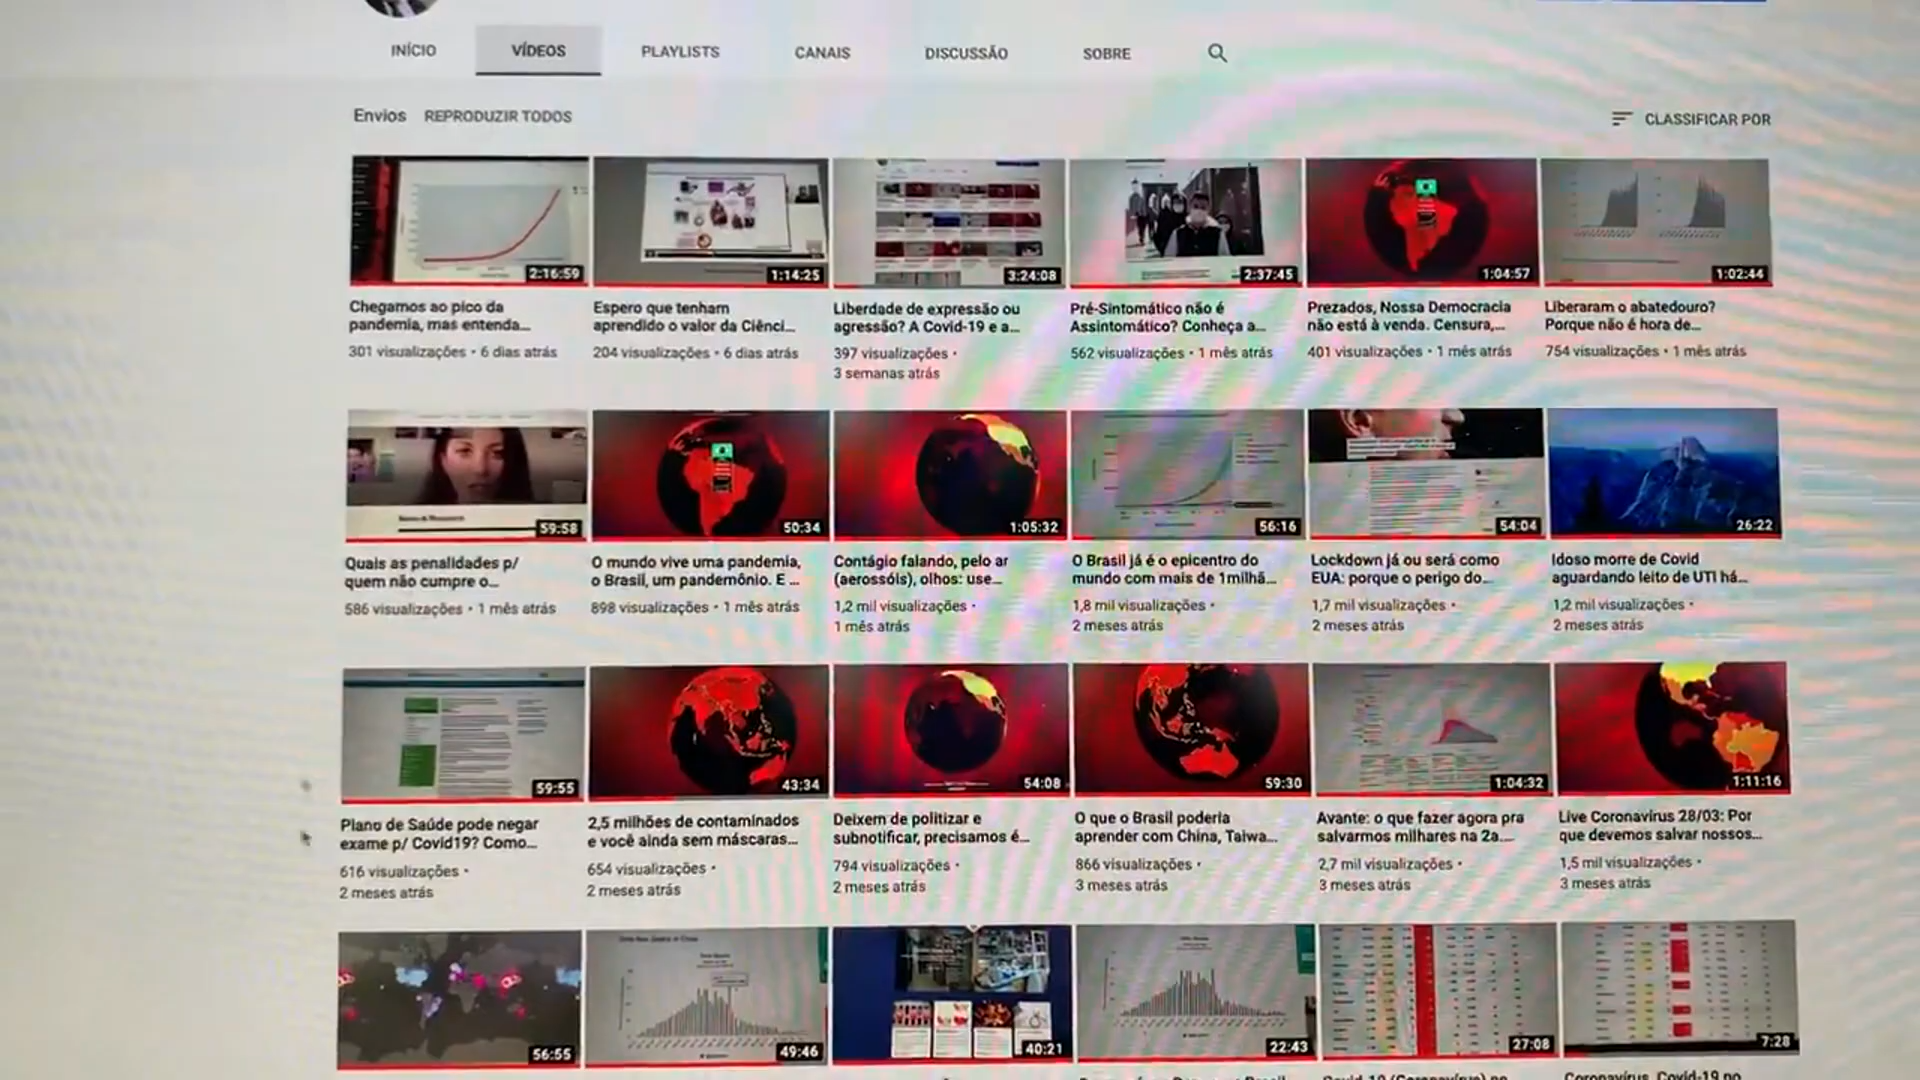 INÍCIO VÍDEOS PLAYLISTS CANAIS DISCUSSÃO SOBRE
Envios REPRODUZIR TODOS CLASSIFICAR POR
2:16:59
Chegamos ao pico da
pandemia, mas entenda...
301 visualizações • 6 dias atrás
1:14:25
Espero que tenham
aprendido o valor da Ciênci...
204 visualizações • 6 dias atrás
3:24:08
Liberdade de expressão ou
agressão? A Covid-19 e a...
397 visualizações •
3 semanas atrás
2:37:45
Pré-Sintomático não é
Assintomático? Conheça a...
562 visualizações • 1 mês atrás
1:04:57
Prezados, Nossa Democracia
não está à venda. Censura,...
401 visualizações • 1 mês atrás
1:02:44
Liberaram o abatedouro?
Porque não é hora de...
754 visualizações • 1 mês atrás
59:58
Quais as penalidades p/
quem não cumpre o...
586 visualizações • 1 mês atrás
50:34
O mundo vive uma pandemia,
o Brasil, um pandemônio. E ...
898 visualizações • 1 mês atrás
1:05:32
Contágio falando, pelo ar
(aerossóis), olhos: use...
1,2 mil visualizações •
1 mês atrás
56:16
O Brasil já é o epicentro do
mundo com mais de 1milhã...
1,8 mil visualizações •
2 meses atrás
54:04
Lockdown já ou será como
EUA: porque o perigo do...
1,7 mil visualizações •
2 meses atrás
26:22
Idoso morre de Covid
aguardando leito de UTI há...
1,2 mil visualizações •
2 meses atrás
59:55
Plano de Saúde pode negar
exame p/ Covid19? Como...
616 visualizações •
2 meses atrás
43:34
2,5 milhões de contaminados
e você ainda sem máscaras...
654 visualizações •
2 meses atrás
54:08
Deixem de politizar e
subnotificar, precisamos é...
794 visualizações •
2 meses atrás
59:30
O que o Brasil poderia
aprender com China, Taiwa...
866 visualizações •
3 meses atrás
1:04:32
Avante: o que fazer agora pra
salvarmos milhares na 2a....
2,7 mil visualizações •
3 meses atrás
1:11:16
Live Coronavírus 28/03: Por
que devemos salvar nossos...
1,5 mil visualizações •
3 meses atrás
56:55
49:46
40:21
22:43
27:08
7:28
Covid-19 (Coronavírus) no
Coronavírus, Covid-19 no